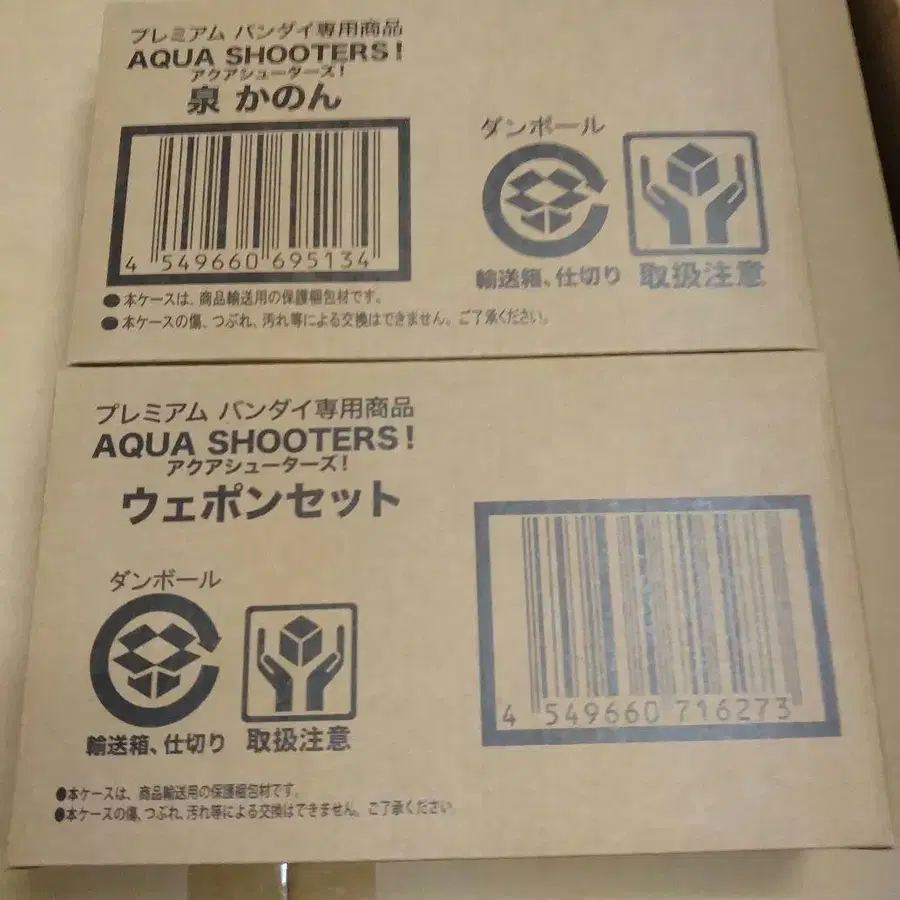 プレミアム バンダイ専用商品
AQUA SHOOTERS!
アクアシューターズ!
泉 かのん
4 549660 695134
ダンボール
輸送箱、仕切り
取扱注意
●本ケースは、商品輸送用の保護梱包材です。
●本ケースの傷、つぶれ、汚れ等による交換はできません。ご了承ください。
プレミアム バンダイ専用商品
AQUA SHOOTERS!
アクアシューターズ!
ウェポンセット
ダンボール
輸送箱、仕切り
取扱注意
4 549660 716273
●本ケースは、商品輸送用の保護梱包材です。
●本ケースの傷、つぶれ、汚れ等による交換はできません。ご了承ください